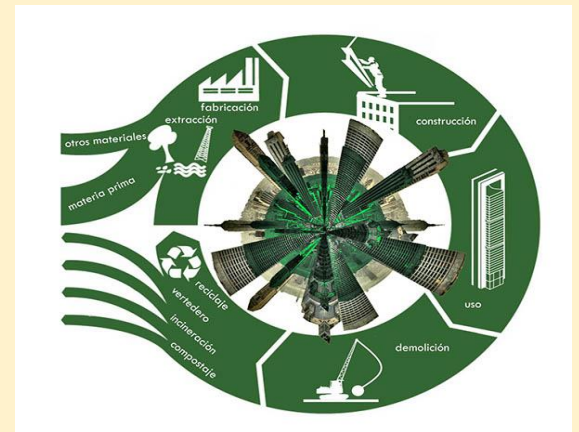 fabricación
extracción
otros materiales
materia prima
construcción
uso
demolición
reciclaje
vertedero
incineración
compostaje